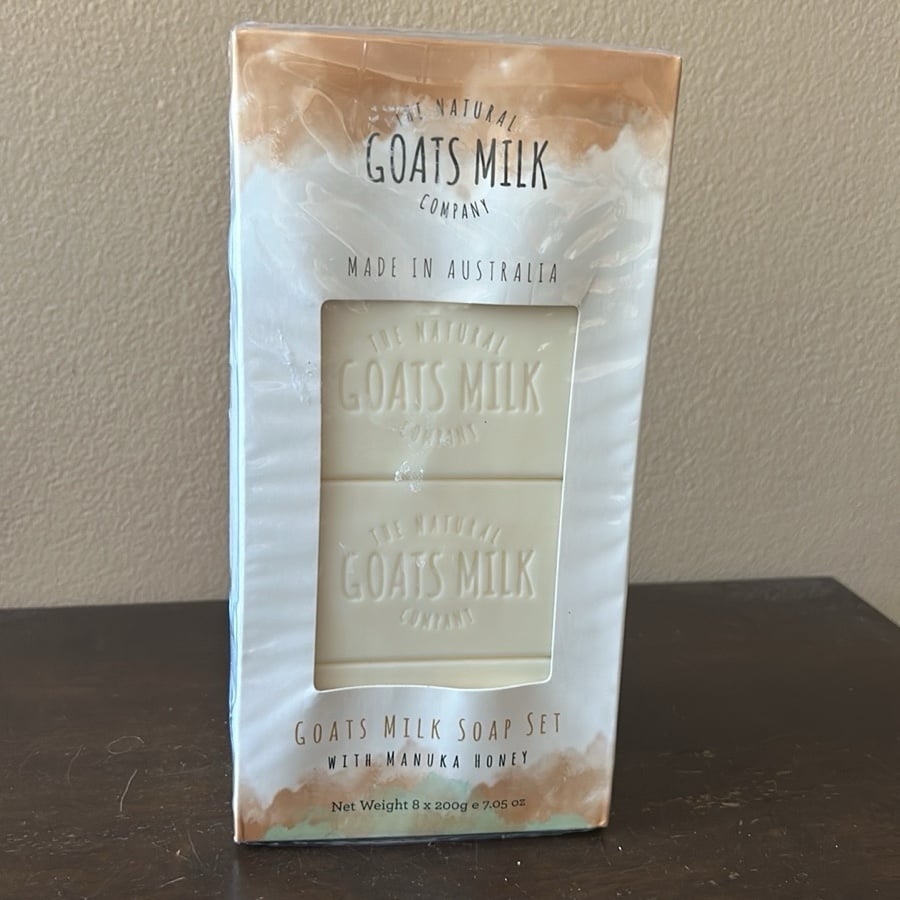 THE NATURAL
GOATS MILK
COMPANY
MADE IN AUSTRALIA
THE NATURAL
GOATS MILK
COMPANY
THE NATURAL
GOATS MILK
COMPANY
GOATS MILK SOAP SET
WITH MANUKA HONEY
Net Weight 8 x 200g e 7.05 oz